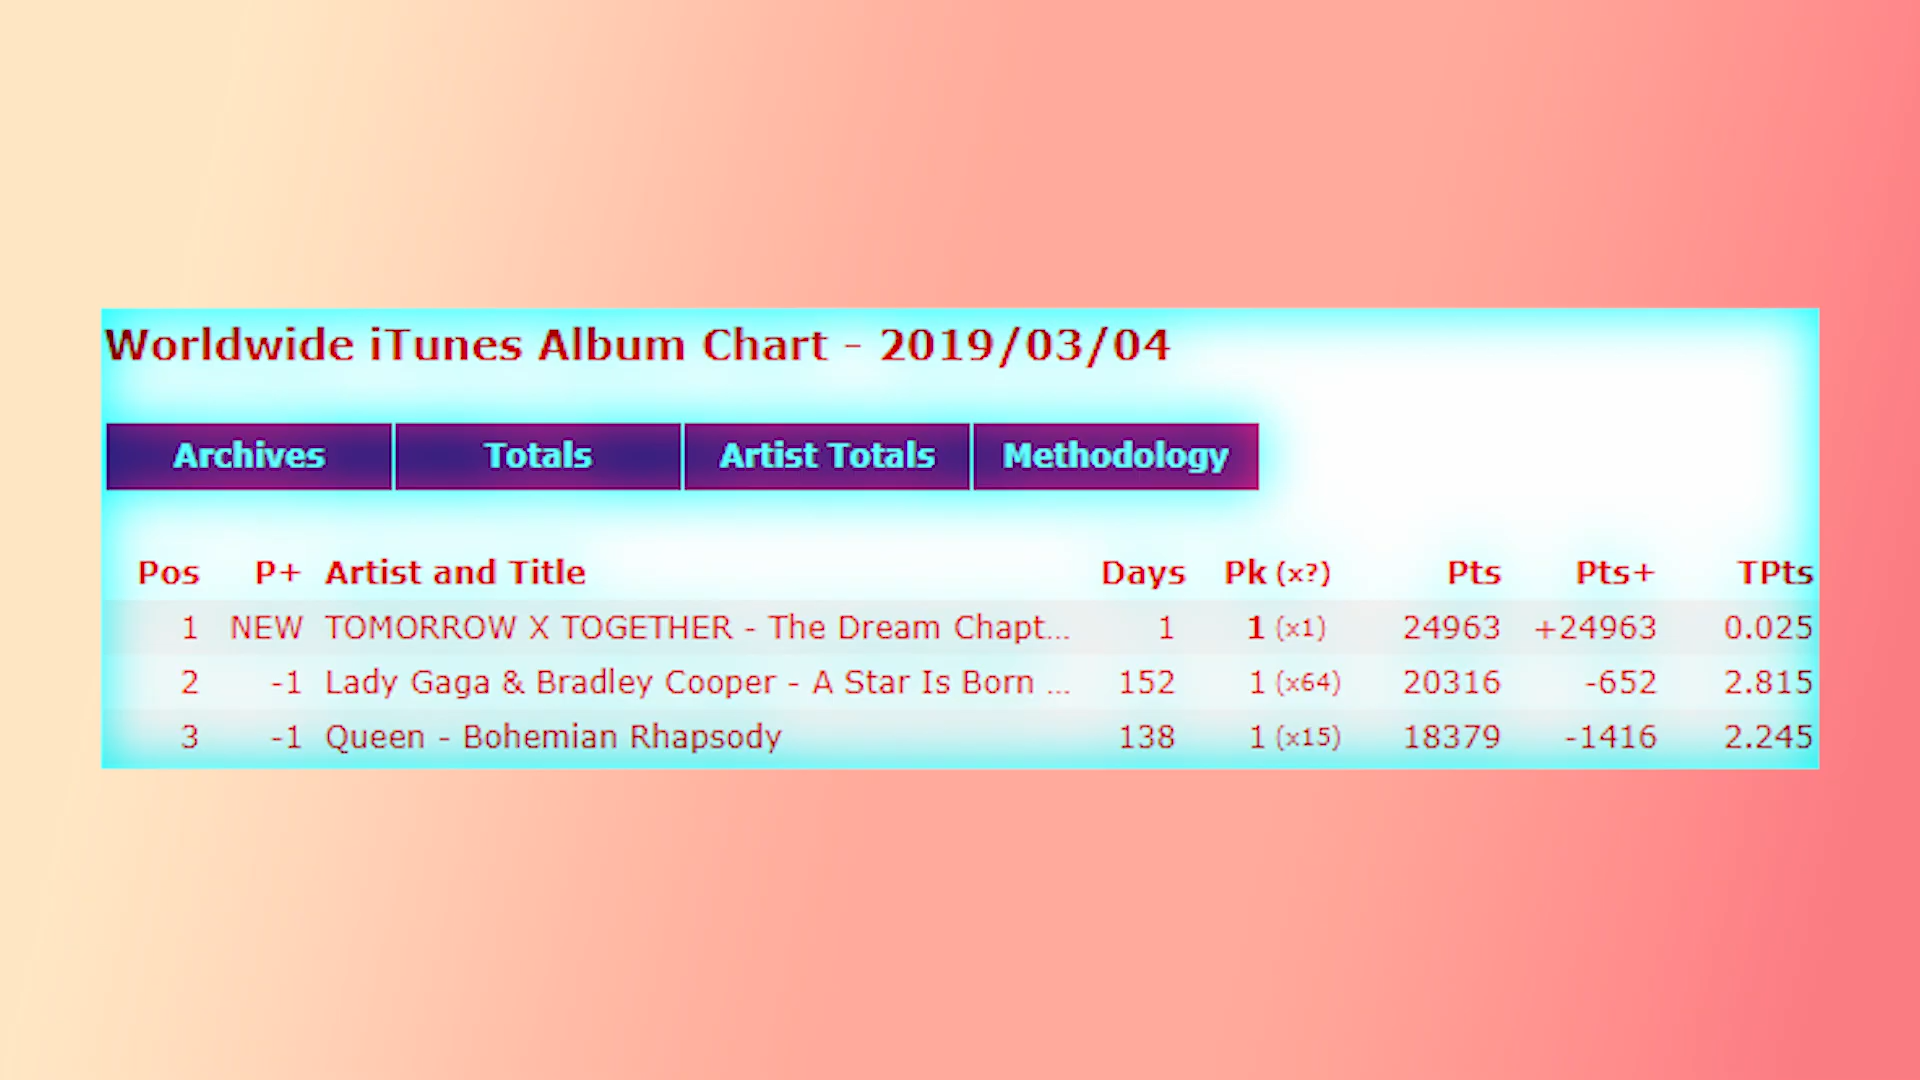 Worldwide iTunes Album Chart - 2019/03/04
Archives Totals Artist Totals Methodology
Pos P+ Artist and Title Days Pk (x?) Pts Pts+ TPts
1 NEW TOMORROW X TOGETHER - The Dream Chapt... 1 1 (x1) 24963 +24963 0.025
2 -1 Lady Gaga & Bradley Cooper - A Star Is Born ... 152 1 (x64) 20316 -652 2.815
3 -1 Queen - Bohemian Rhapsody 138 1 (x15) 18379 -1416 2.245